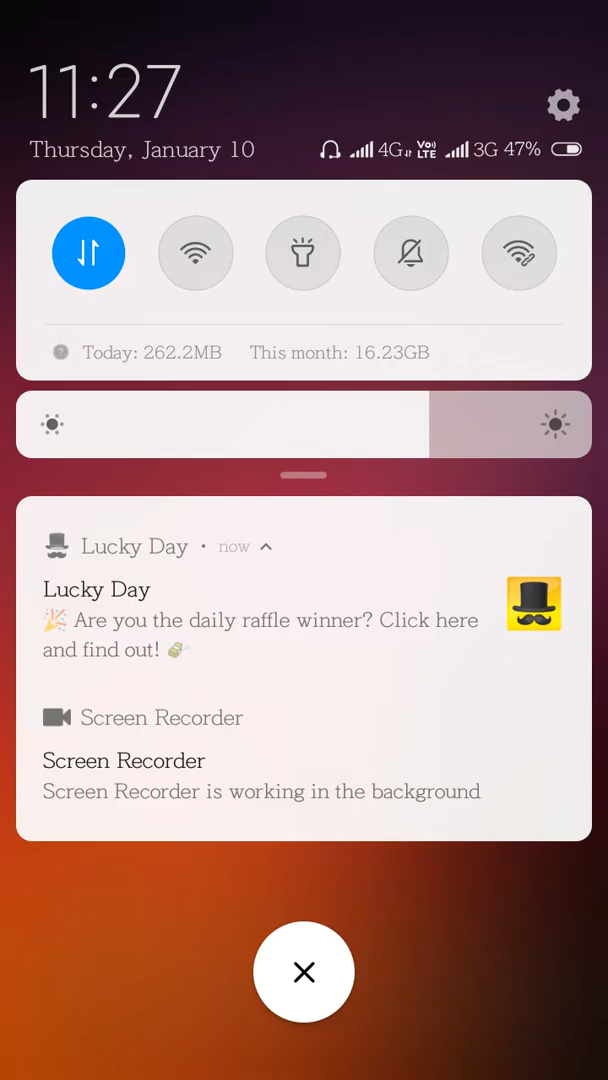 11:27
Thursday, January 10
4G VoLTE 3G 47%
Today: 262.2MB This month: 16.23GB
Lucky Day · now
Lucky Day
🎉 Are you the daily raffle winner? Click here
and find out! 💸
Screen Recorder
Screen Recorder
Screen Recorder is working in the background